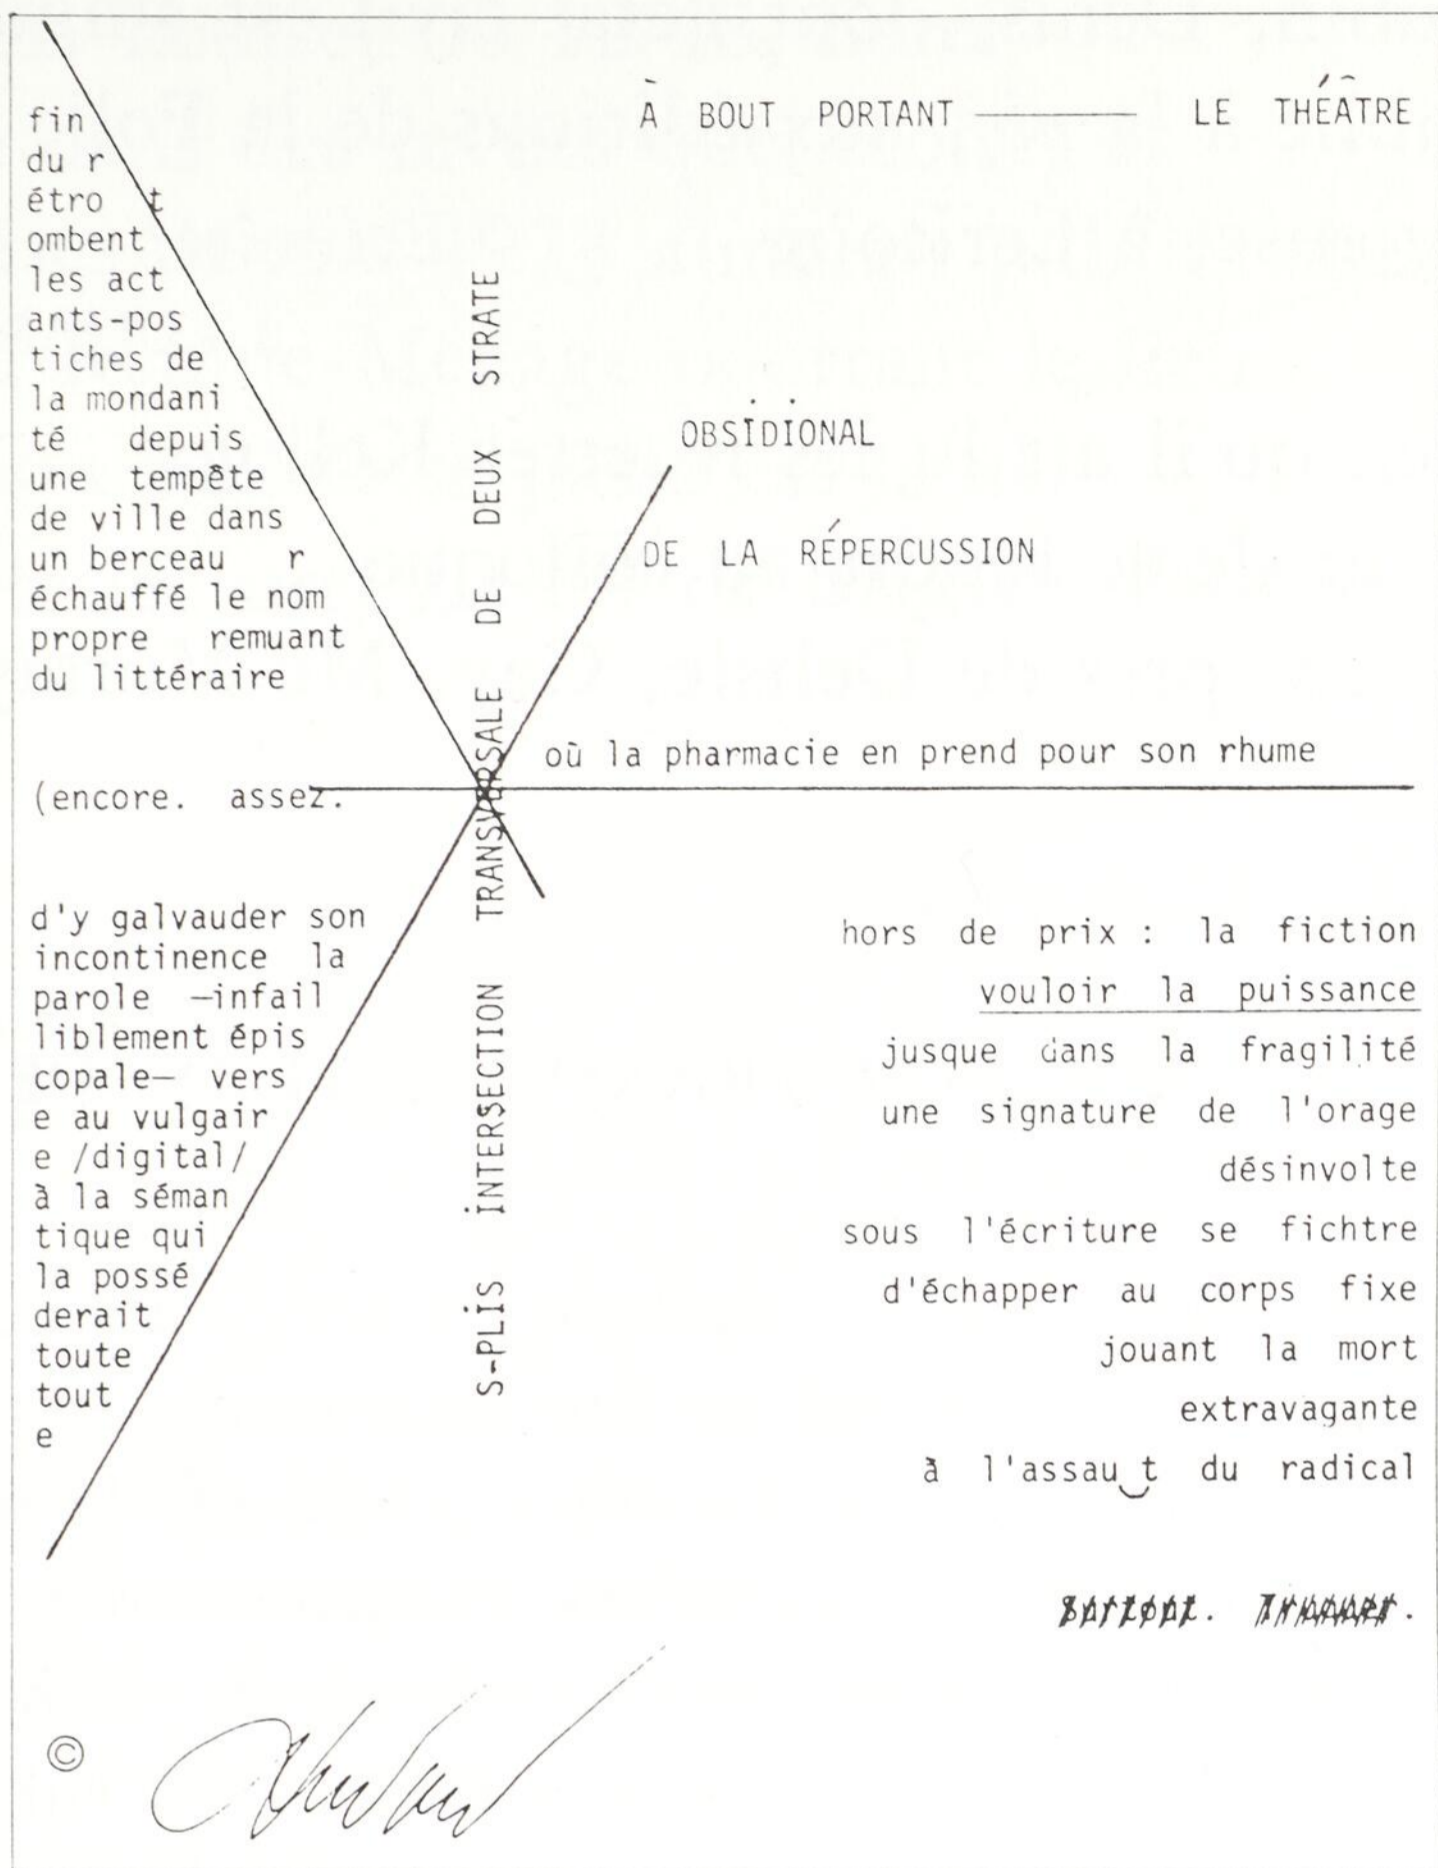 À BOUT PORTANT ——— LE THÉÂTRE
fin
du r
étro t
ombent
les act
ants-pos
tiches de
la mondani
té depuis
une tempête
de ville dans
un berceau r
échauffé le nom
propre remuant
du littéraire
(encore. assez.
d'y galvauder son
incontinence la
parole —infail
liblement épis
copale— vers
e au vulgair
e /digital/
à la séman
tique qui
la possé
derait
toute
tout
e
S-PLIS INTERSECTION TRANSVERSALE DE DEUX STRATE
OBSIDIONAL
DE LA RÉPERCUSSION
où la pharmacie en prend pour son rhume
hors de prix : la fiction
vouloir la puissance
jusque dans la fragilité
une signature de l'orage
désinvolte
sous l'écriture se fichtre
d'échapper au corps fixe
jouant la mort
extravagante
à l'assau t du radical
©